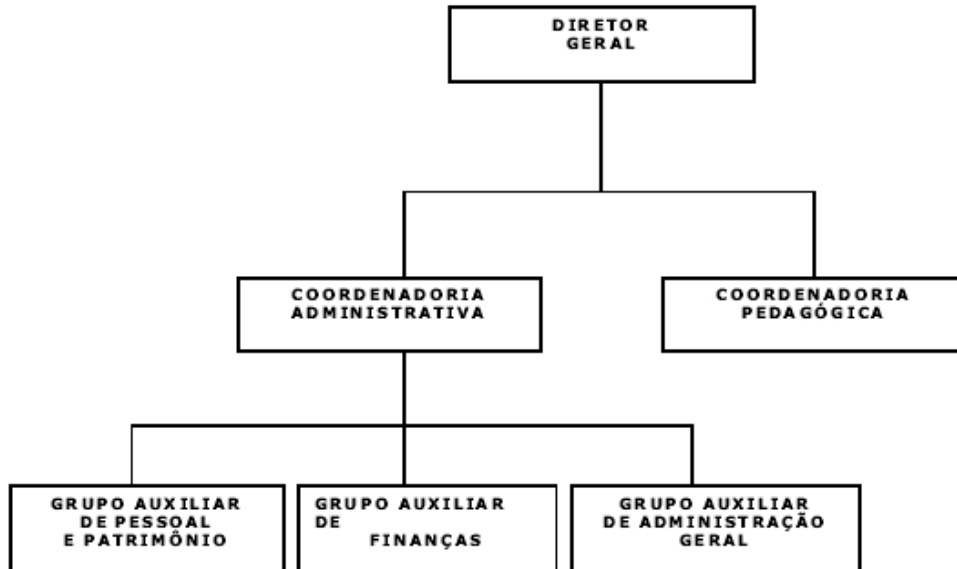 DIRETOR
GERAL
COORDENADORIA
ADMINISTRATIVA
COORDENADORIA
PEDAGÓGICA
GRUPO AUXILIAR
DE PESSOAL
E PATRIMÔNIO
GRUPO AUXILIAR
DE
FINANÇAS
GRUPO AUXILIAR
DE ADMINISTRAÇÃO
GERAL